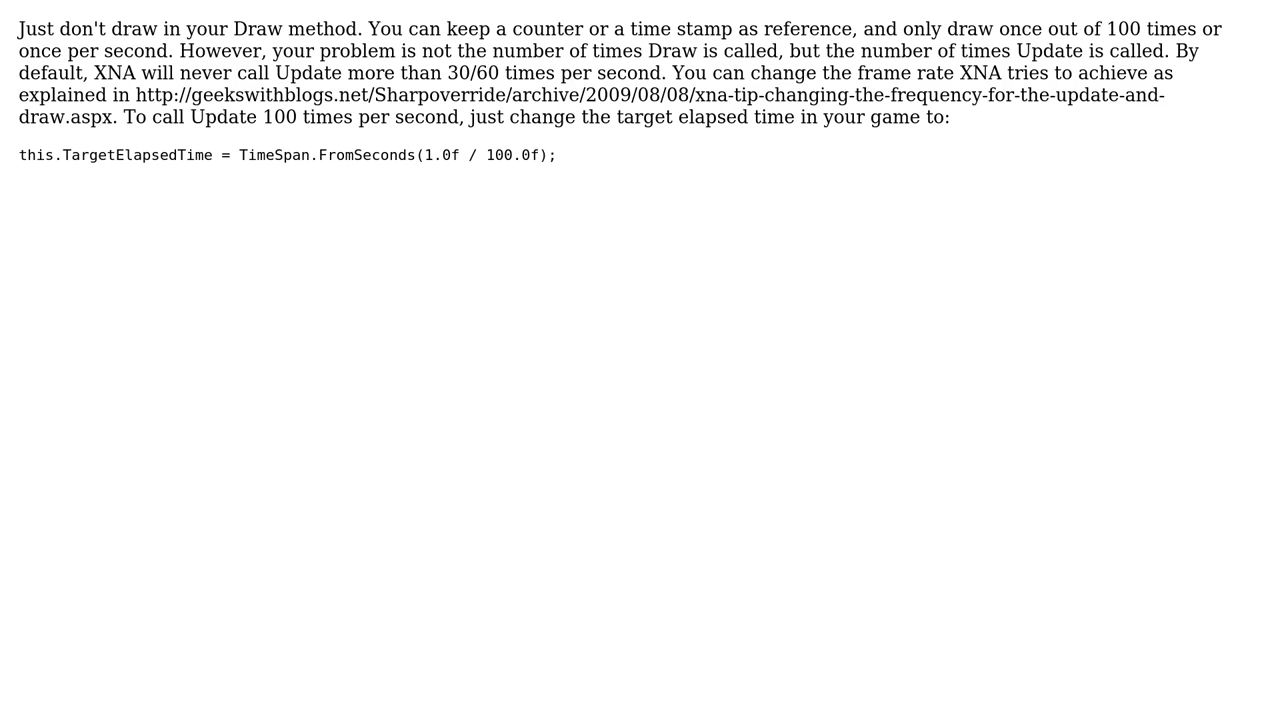 Just don't draw in your Draw method. You can keep a counter or a time stamp as reference, and only draw once out of 100 times or
once per second. However, your problem is not the number of times Draw is called, but the number of times Update is called. By
default, XNA will never call Update more than 30/60 times per second. You can change the frame rate XNA tries to achieve as
explained in http://geekswithblogs.net/Sharpoverride/archive/2009/08/08/xna-tip-changing-the-frequency-for-the-update-and-
draw.aspx. To call Update 100 times per second, just change the target elapsed time in your game to:
this.TargetElapsedTime = TimeSpan.FromSeconds(1.0f / 100.0f);